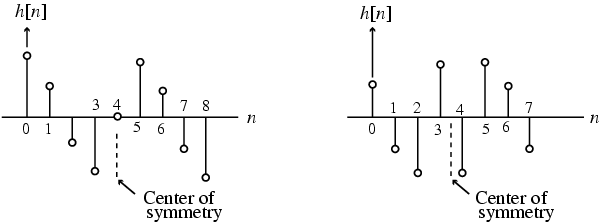 h[n]
h[n]
3 4 7 8
n
0 1 5 6
1 2 4 7
n
0 3 5 6
Center of
symmetry
Center of
symmetry